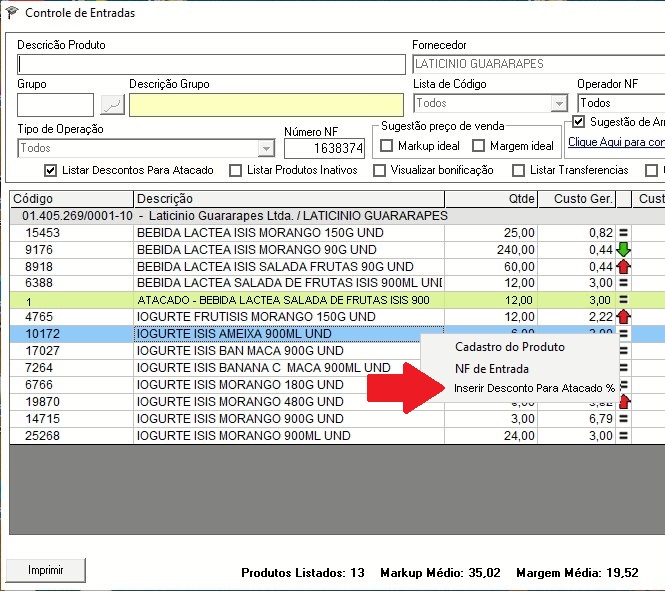 Controle de Entradas
Descrição Produto Fornecedor
LATICINIO GUARARAPES
Grupo Descrição Grupo Lista de Código Operador NF
Todos Todos
Tipo de Operação Número NF Sugestão preço de venda Sugestão de Arr
Todos 1638374 Markup ideal Margem ideal Clique Aqui para con
Listar Descontos Para Atacado Listar Produtos Inativos Visualizar bonificação Listar Transferencias
Código Descrição Qtde Custo Ger. Custo
01.405.269/0001-10 - Laticinio Guararapes Ltda. / LATICINIO GUARARAPES
15453 BEBIDA LACTEA ISIS MORANGO 150G UND 25,00 0,82 =
9176 BEBIDA LACTEA ISIS MORANGO 90G UND 240,00 0,44
8918 BEBIDA LACTEA ISIS SALADA FRUTAS 90G UND 60,00 0,44
6388 BEBIDA LACTEA SALADA DE FRUTAS ISIS 900ML UND 12,00 3,00 =
1 ATACADO - BEBIDA LACTEA SALADA DE FRUTAS ISIS 900 12,00 3,00 =
4765 IOGURTE FRUTISIS MORANGO 150G UND 12,00 2,22
10172 IOGURTE ISIS AMEIXA 900ML UND
17027 IOGURTE ISIS BAN MACA 900G UND
7264 IOGURTE ISIS BANANA C MACA 900ML UND
6766 IOGURTE ISIS MORANGO 180G UND =
19870 IOGURTE ISIS MORANGO 480G UND
14715 IOGURTE ISIS MORANGO 900G UND 3,00 6,79 =
25268 IOGURTE ISIS MORANGO 900ML UND 24,00 3,00 =
Cadastro do Produto
NF de Entrada
Inserir Desconto Para Atacado %
Imprimir Produtos Listados: 13 Markup Médio: 35,02 Margem Média: 19,52